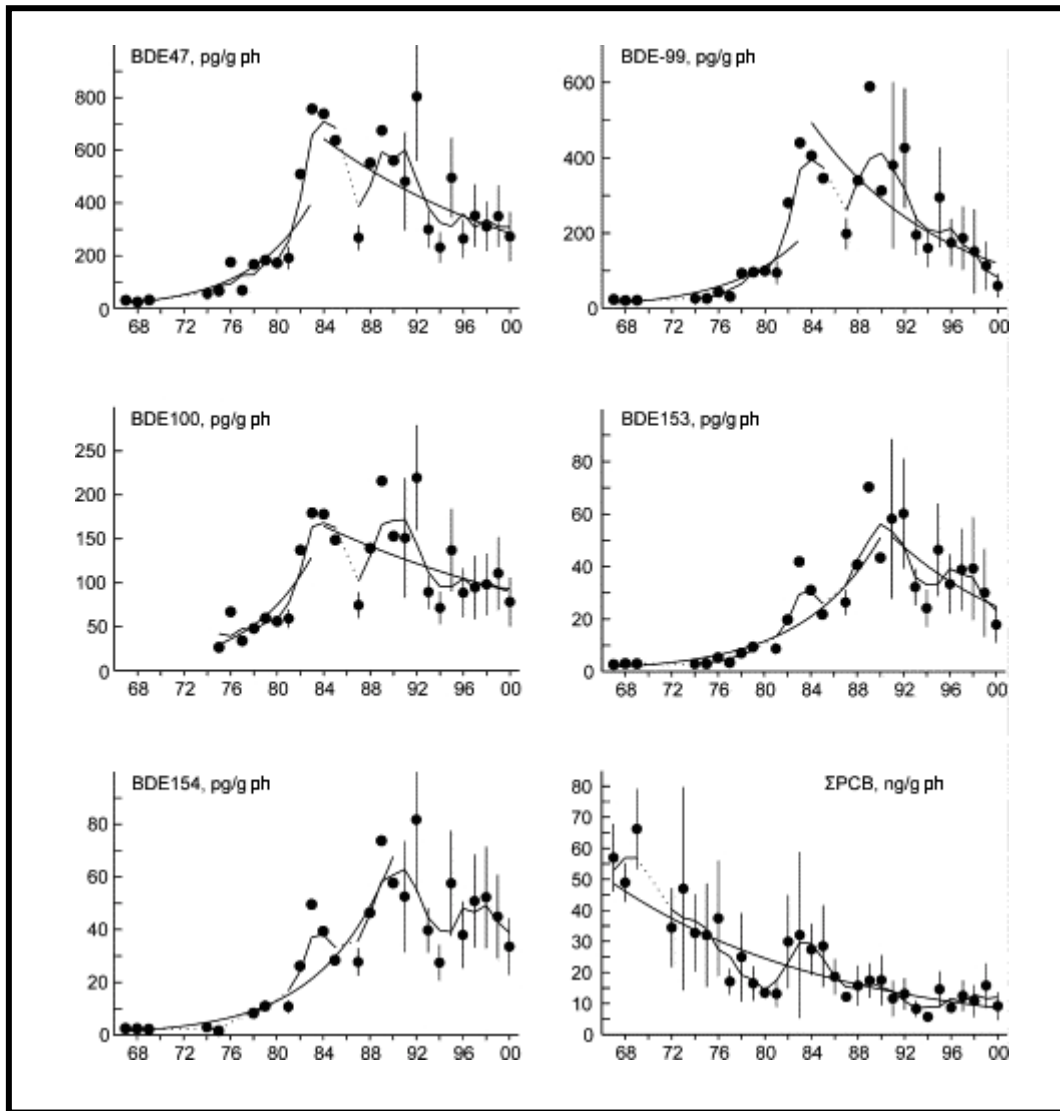 BDE47, pg/g ph
800
600
400
200
0
68 72 76 80 84 88 92 96 00
BDE-99, pg/g ph
600
400
200
0
68 72 76 80 84 88 92 96 00
BDE100, pg/g ph
250
200
150
100
50
0
68 72 76 80 84 88 92 96 00
BDE153, pg/g ph
80
60
40
20
0
68 72 76 80 84 88 92 96 00
BDE154, pg/g ph
80
60
40
20
0
68 72 76 80 84 88 92 96 00
ΣPCB, ng/g ph
80
70
60
50
40
30
20
10
0
68 72 76 80 84 88 92 96 00